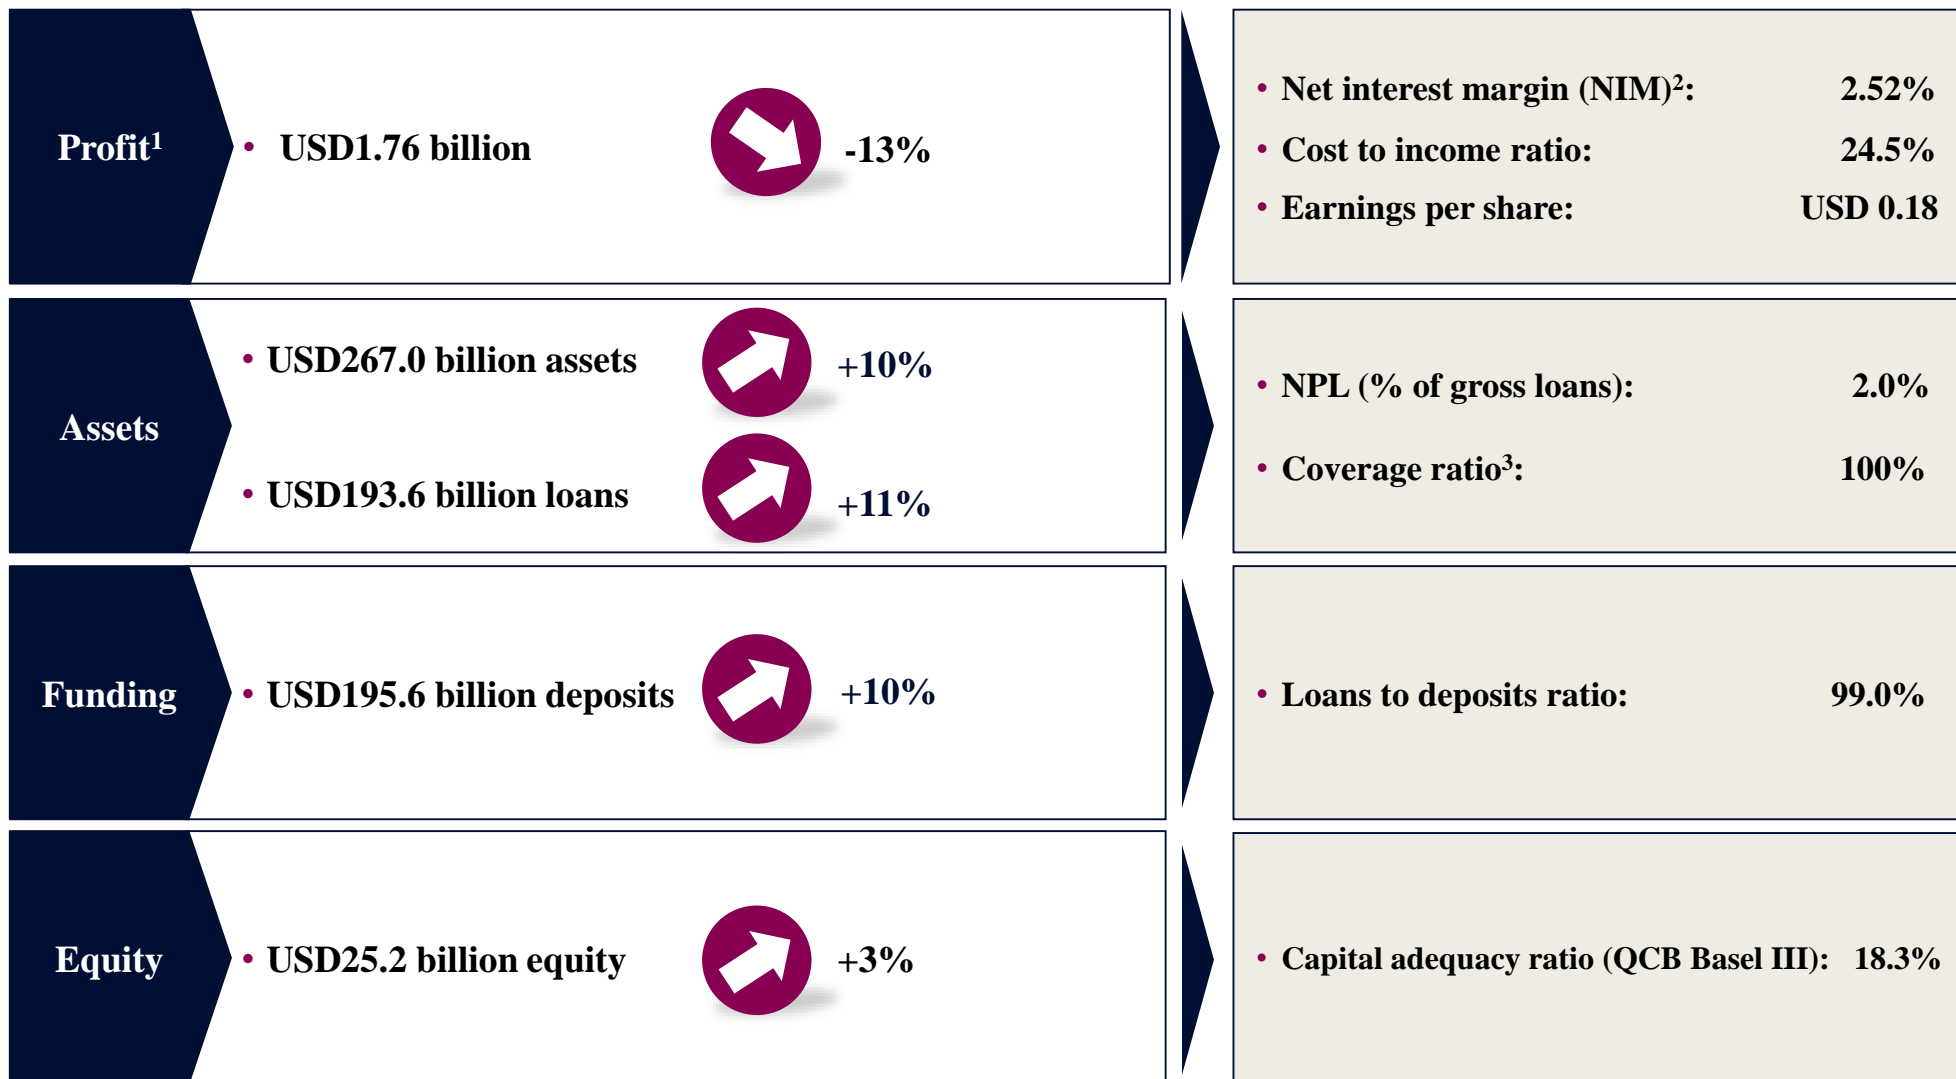 Profit¹
• USD1.76 billion
-13%
• Net interest margin (NIM)²: 2.52%
• Cost to income ratio: 24.5%
• Earnings per share: USD 0.18
Assets
• USD267.0 billion assets
+10%
• USD193.6 billion loans
+11%
• NPL (% of gross loans): 2.0%
• Coverage ratio³: 100%
Funding
• USD195.6 billion deposits
+10%
• Loans to deposits ratio: 99.0%
Equity
• USD25.2 billion equity
+3%
• Capital adequacy ratio (QCB Basel III): 18.3%